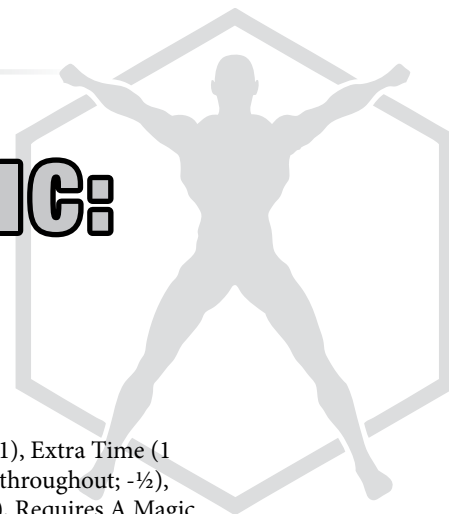 IC:
1), Extra Time (1
throughout; -½),
), Requires A Magic